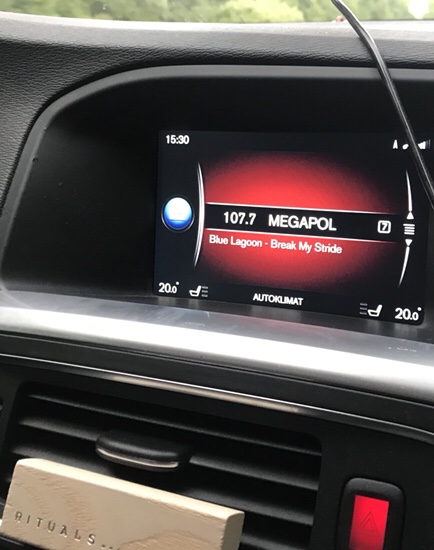 15:30
107.7 MEGAPOL 7
Blue Lagoon - Break My Stride
20.0°
AUTOKLIMAT
20.0°
RITUALS...